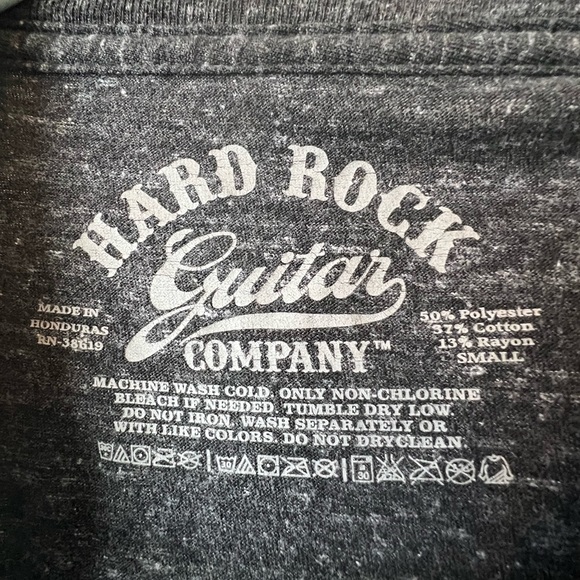 HARD ROCK
Guitar
COMPANY™
MADE IN
HONDURAS
RN-38619
50% Polyester
37% Cotton
13% Rayon
SMALL
MACHINE WASH COLD. ONLY NON-CHLORINE
BLEACH IF NEEDED. TUMBLE DRY LOW.
DO NOT IRON. WASH SEPARATELY OR
WITH LIKE COLORS. DO NOT DRYCLEAN.
30
30